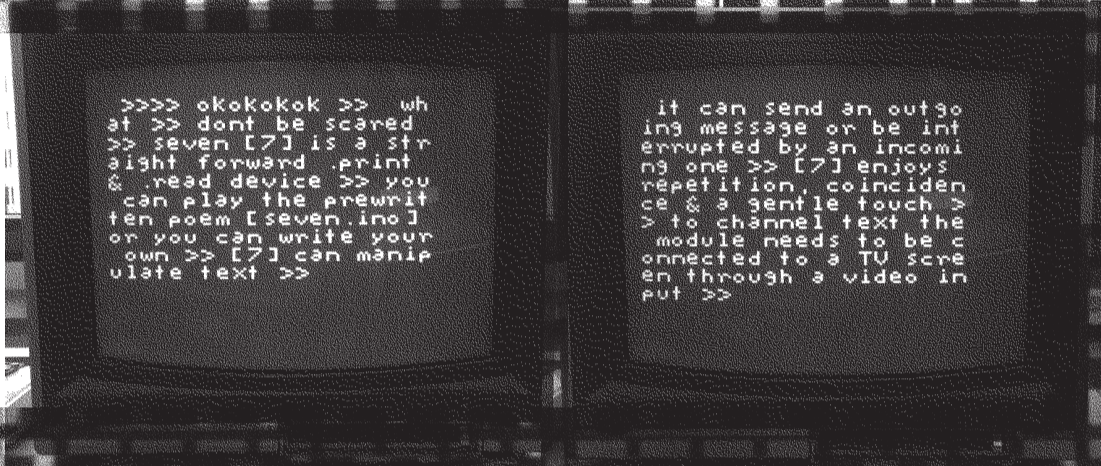 >>>> okokokok >> wh
at >> dont be scared
>> seven [7] is a str
aight forward .print
& .read device >> you
can play the prewrit
ten poem [seven.ino]
or you can write your
own >> [7] can manip
ulate text >>
it can send an outgo
ing message or be int
errupted by an incomi
ng one >> [7] enjoys
repetition, coinciden
ce & a gentle touch >
> to channel text the
module needs to be c
onnected to a TV scre
en through a video in
put >>